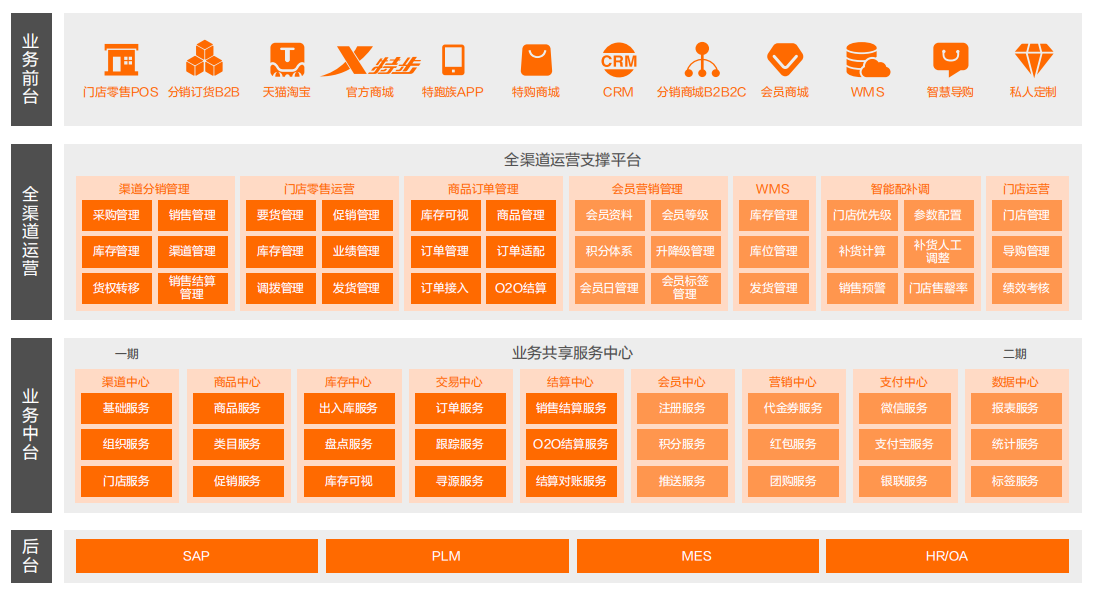 业务前台
T
特步
CRM
门店零售POS 分销订货B2B 天猫淘宝 官方商城 特跑族APP 特购商城 CRM 分销商城B2B2C 会员商城 WMS 智慧导购 私人定制
全渠道运营
全渠道运营支撑平台
渠道分销管理 门店零售运营 商品订单管理 会员营销管理 WMS 智能配补调 门店运营
采购管理 销售管理 要货管理 促销管理 库存可视 商品管理 会员资料 会员等级 库存管理 门店优先级 参数配置 门店管理
库存管理 渠道管理 库存管理 业绩管理 订单管理 订单适配 积分体系 升降级管理 库位管理 补货计算 补货人工
调整 导购管理
货权转移 销售结算
管理 调拨管理 发货管理 订单接入 O2O结算 会员日管理 会员标签
管理 发货管理 销售预警 门店售罄率 绩效考核
业务中台
一期 业务共享服务中心 二期
渠道中心 商品中心 库存中心 交易中心 结算中心 会员中心 营销中心 支付中心 数据中心
基础服务 商品服务 出入库服务 订单服务 销售结算服务 注册服务 代金券服务 微信服务 报表服务
组织服务 类目服务 盘点服务 跟踪服务 O2O结算服务 积分服务 红包服务 支付宝服务 统计服务
门店服务 促销服务 库存可视 寻源服务 结算对账服务 推送服务 团购服务 银联服务 标签服务
后台
SAP PLM MES HR/OA